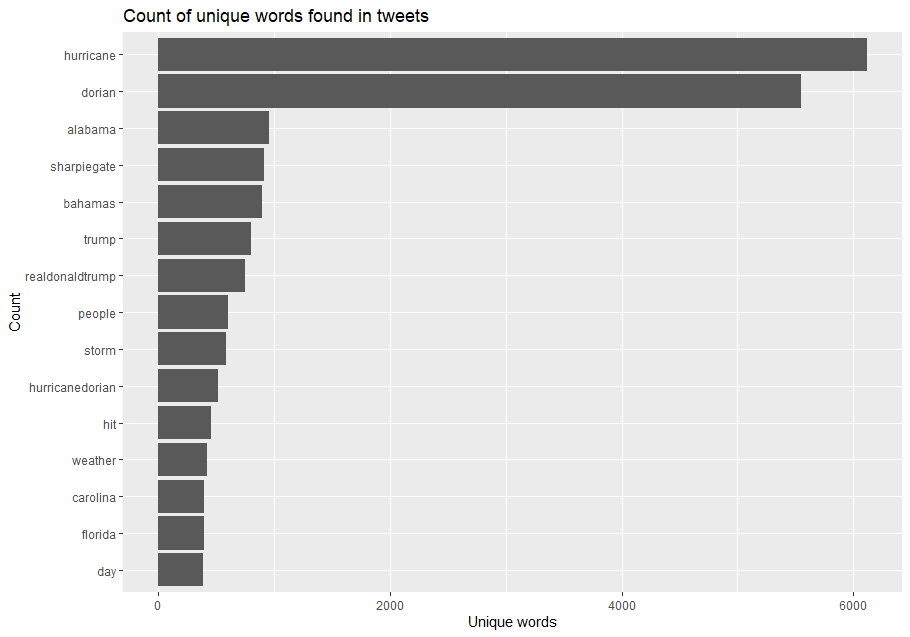 Count of unique words found in tweets
hurricane
dorian
alabama
sharpiegate
bahamas
trump
realdonaldtrump
people
storm
hurricanedorian
hit
weather
carolina
florida
day
Count
0 2000 4000 6000
Unique words